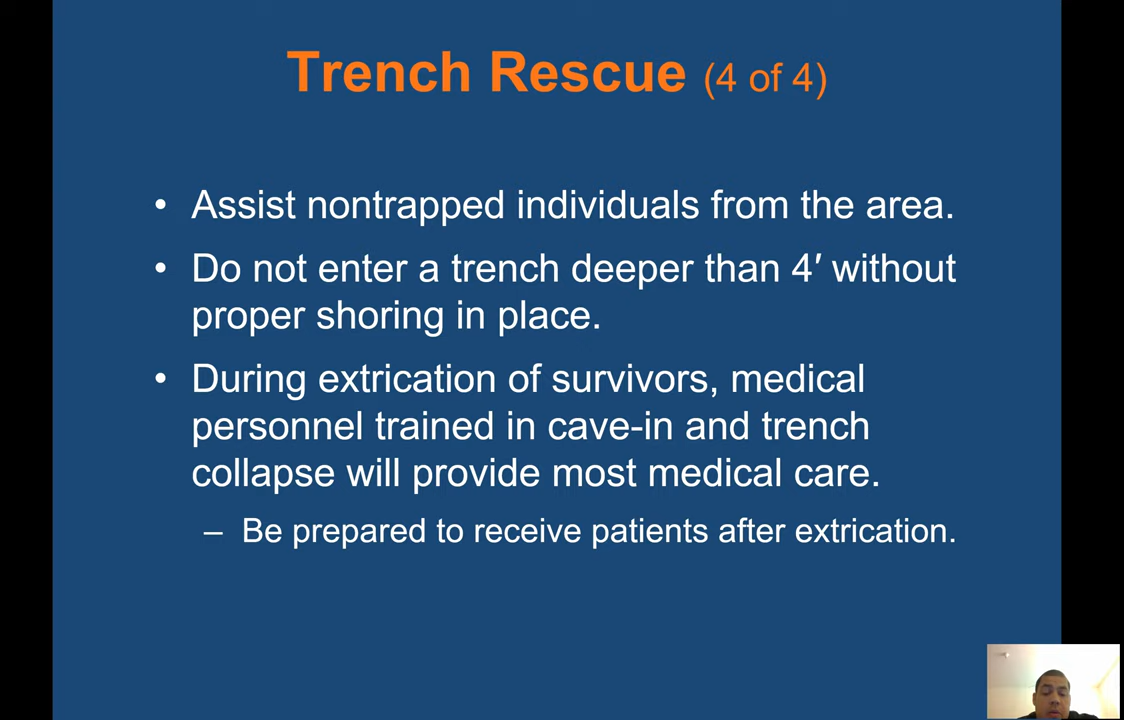 Trench Rescue (4 of 4)
• Assist nontrapped individuals from the area.
• Do not enter a trench deeper than 4′ without
proper shoring in place.
• During extrication of survivors, medical
personnel trained in cave-in and trench
collapse will provide most medical care.
– Be prepared to receive patients after extrication.